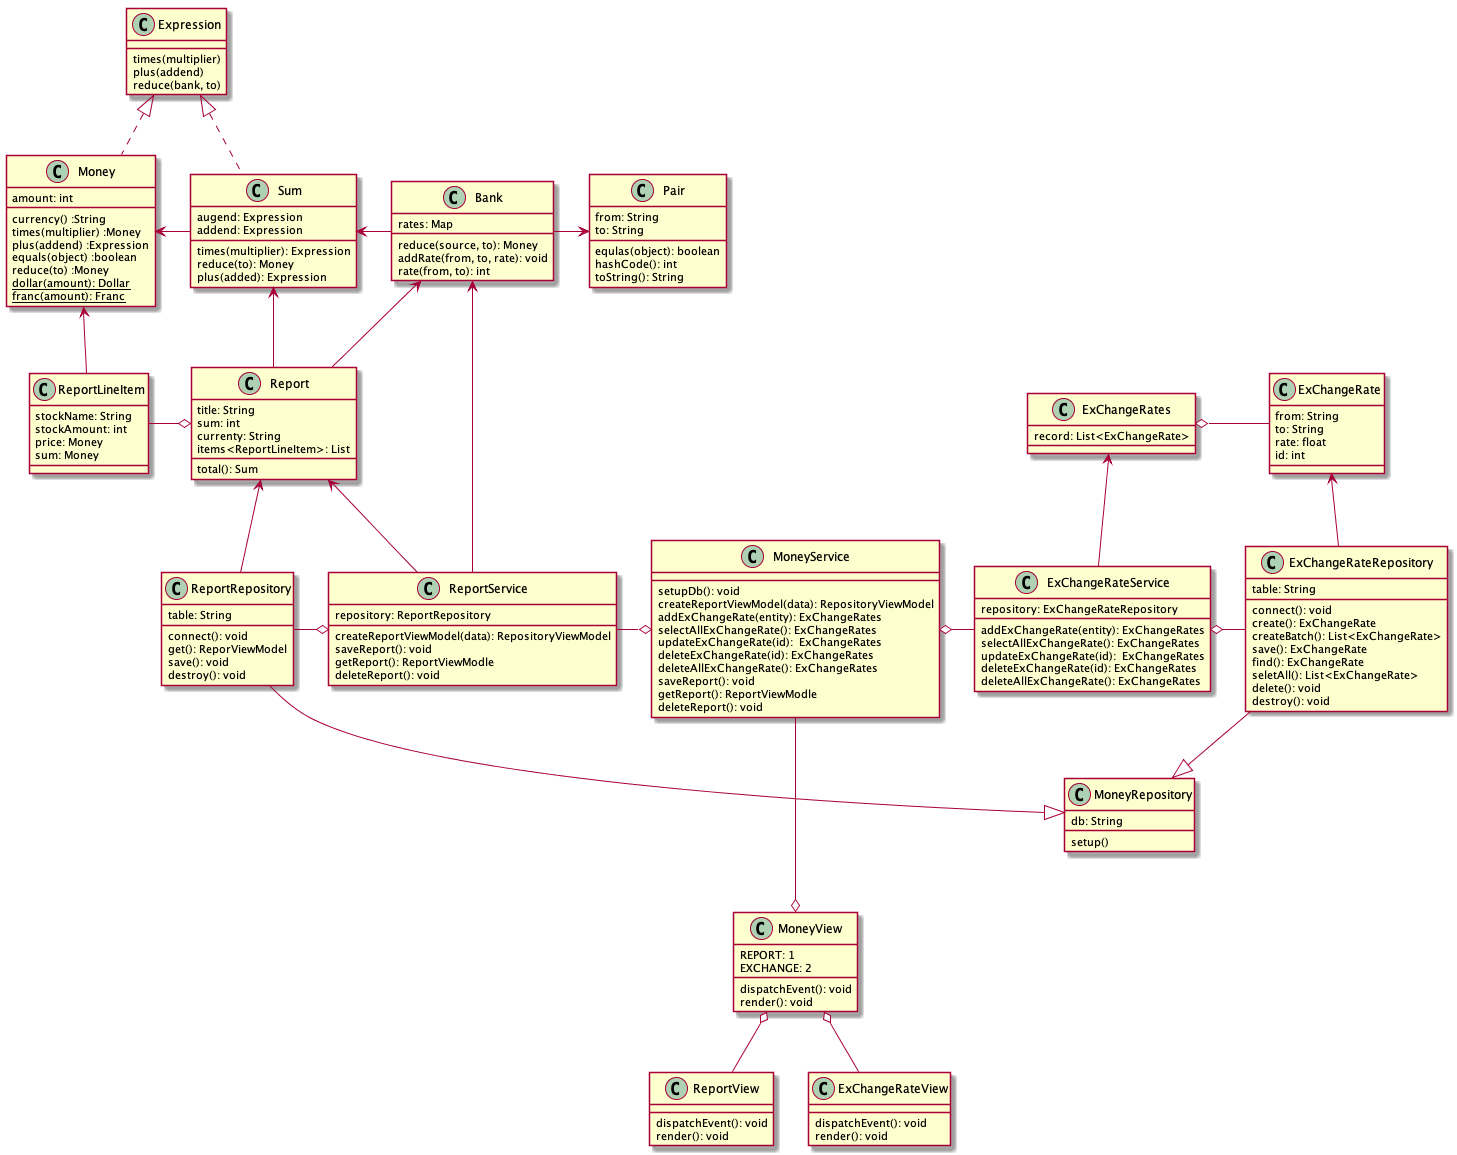 C Expression
times(multiplier)
plus(addend)
reduce(bank, to)
C Money
amount: int
currency() :String
times(multiplier) :Money
plus(addend) :Expression
equals(object) :boolean
reduce(to) :Money
dollar(amount): Dollar
franc(amount): Franc
C Sum
augend: Expression
addend: Expression
times(multiplier): Expression
reduce(to): Money
plus(added): Expression
C Bank
rates: Map
reduce(source, to): Money
addRate(from, to, rate): void
rate(from, to): int
C Pair
from: String
to: String
equlas(object): boolean
hashCode(): int
toString(): String
C ReportLineItem
stockName: String
stockAmount: int
price: Money
sum: Money
C Report
title: String
sum: int
currenty: String
items<ReportLineItem>: List
total(): Sum
C ExChangeRates
record: List<ExChangeRate>
C ExChangeRate
from: String
to: String
rate: float
id: int
C ReportRepository
table: String
connect(): void
get(): ReporViewModel
save(): void
destroy(): void
C ReportService
repository: ReportRepository
createReportViewModel(data): RepositoryViewModel
saveReport(): void
getReport(): ReportViewModle
deleteReport(): void
C MoneyService
setupDb(): void
createReportViewModel(data): RepositoryViewModel
addExChangeRate(entity): ExChangeRates
selectAllExChangeRate(): ExChangeRates
updateExChangeRate(id):  ExChangeRates
deleteExChangeRate(id): ExChangeRates
deleteAllExChangeRate(): ExChangeRates
saveReport(): void
getReport(): ReportViewModle
deleteReport(): void
C ExChangeRateService
repository: ExChangeRateRepository
addExChangeRate(entity): ExChangeRates
selectAllExChangeRate(): ExChangeRates
updateExChangeRate(id):  ExChangeRates
deleteExChangeRate(id): ExChangeRates
deleteAllExChangeRate(): ExChangeRates
C ExChangeRateRepository
table: String
connect(): void
create(): ExChangeRate
createBatch(): List<ExChangeRate>
save(): ExChangeRate
find(): ExChangeRate
seletAll(): List<ExChangeRate>
delete(): void
destroy(): void
C MoneyRepository
db: String
setup()
C MoneyView
REPORT: 1
EXCHANGE: 2
dispatchEvent(): void
render(): void
C ReportView
dispatchEvent(): void
render(): void
C ExChangeRateView
dispatchEvent(): void
render(): void